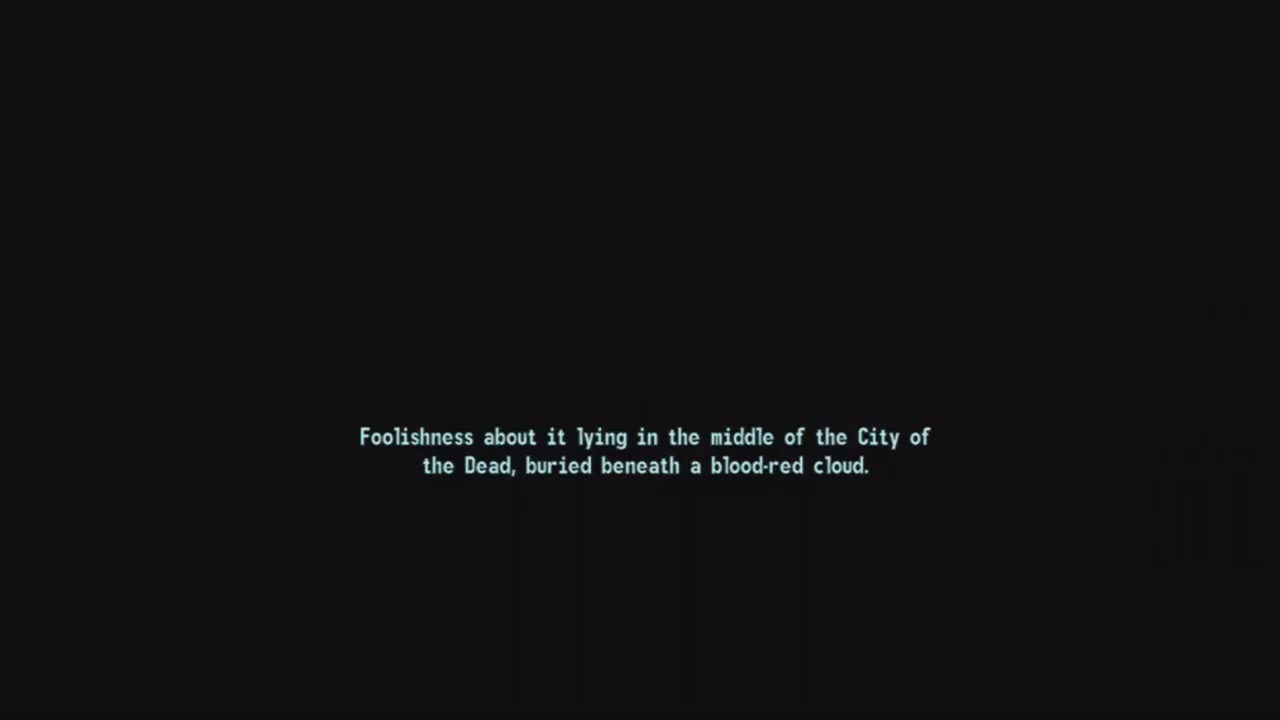 Foolishness about it lying in the middle of the City of
the Dead, buried beneath a blood-red cloud.